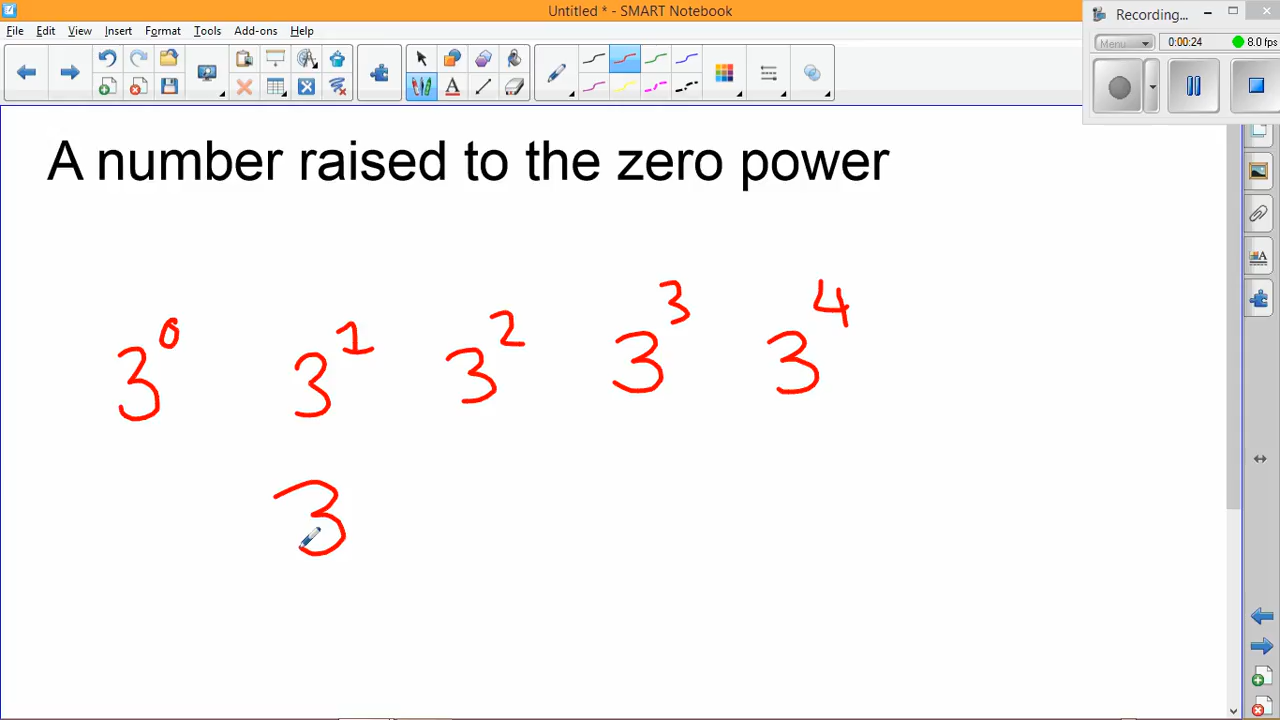 Untitled * - SMART Notebook
Recording...
File Edit View Insert Format Tools Add-ons Help
Menu 0:00:24 8.0 fps
A number raised to the zero power
3⁰ 3¹ 3² 3³ 3⁴
3